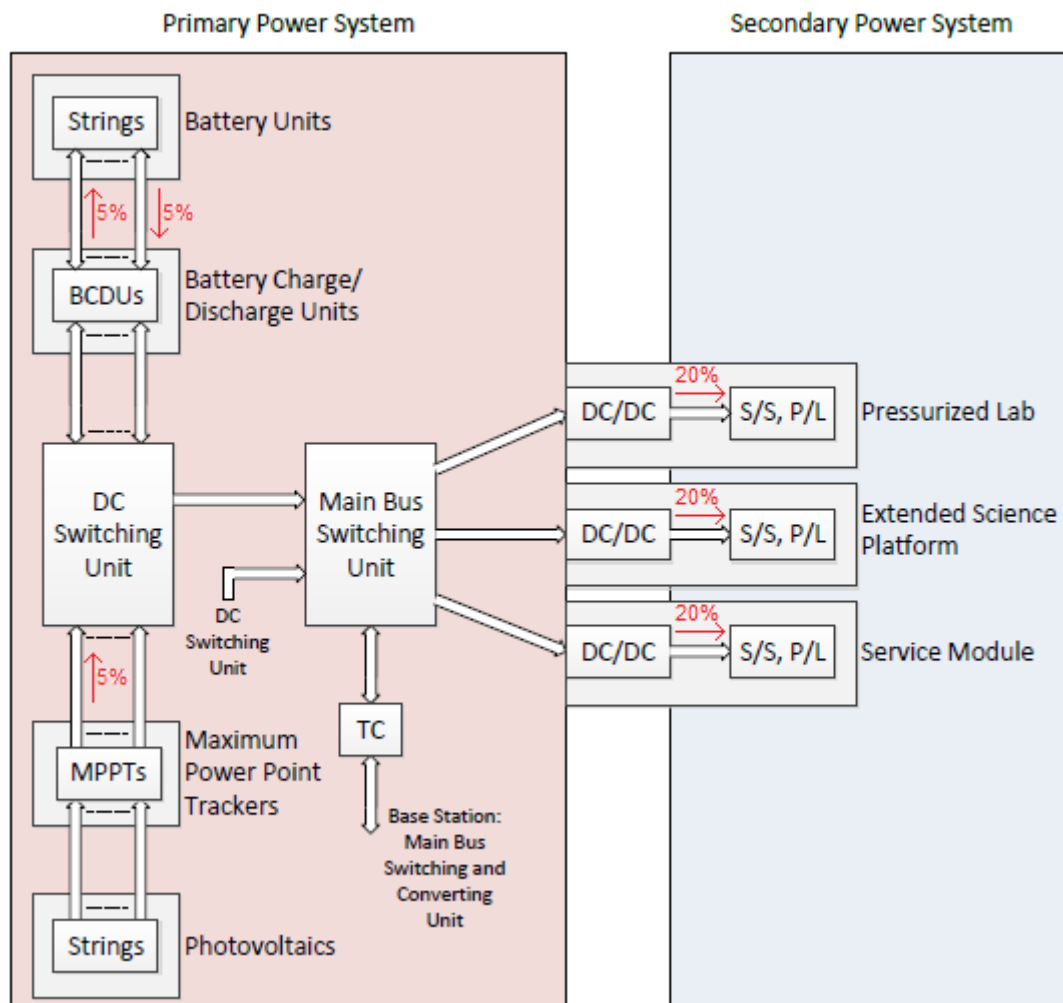 Primary Power System
Secondary Power System
Strings
Battery Units
5%
5%
BCDUs
Battery Charge/
Discharge Units
DC
Switching
Unit
Main Bus
Switching
Unit
DC
Switching
Unit
DC/DC
20%
S/S, P/L
Pressurized Lab
DC/DC
20%
S/S, P/L
Extended Science
Platform
DC/DC
20%
S/S, P/L
Service Module
5%
TC
MPPTs
Maximum
Power Point
Trackers
Base Station:
Main Bus
Switching and
Converting
Unit
Strings
Photovoltaics